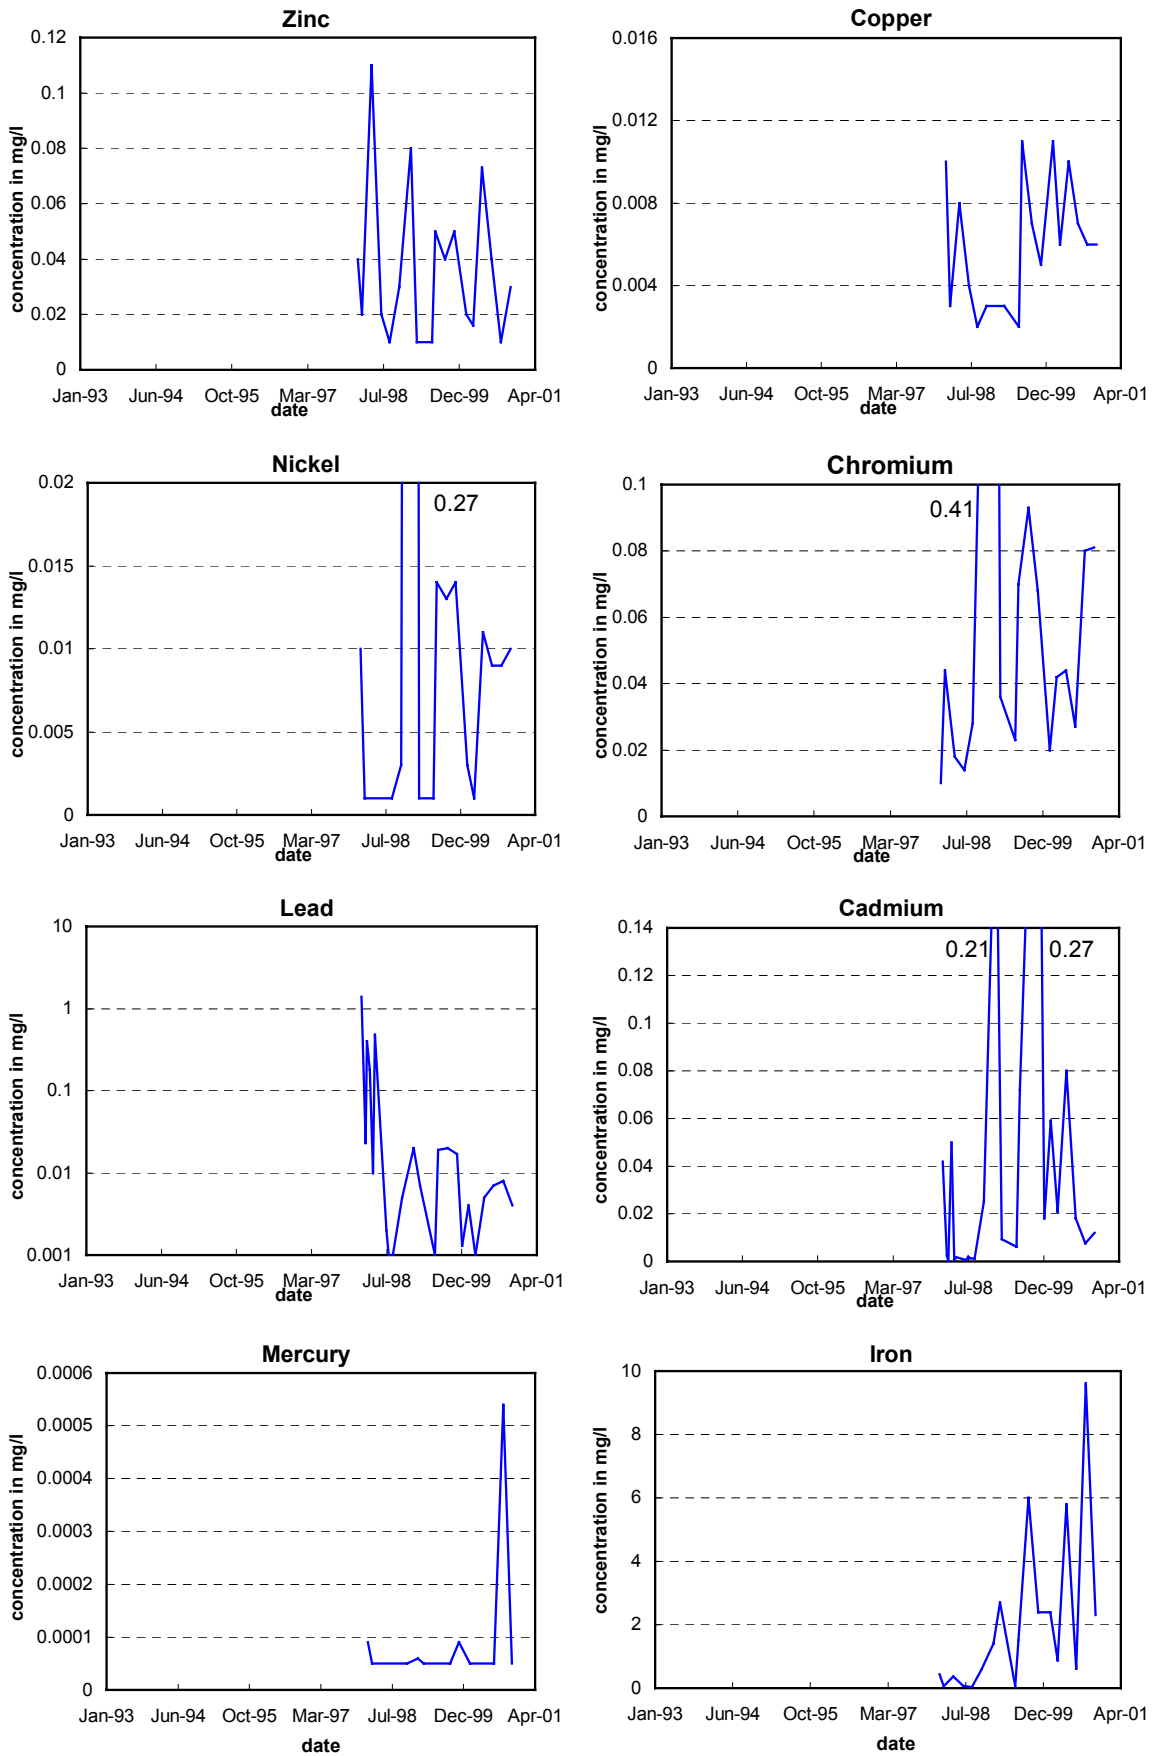 Zinc
0.12
0.1
0.08
0.06
0.04
0.02
0
concentration in mg/l
Jan-93 Jun-94 Oct-95 Mar-97 Jul-98 Dec-99 Apr-01
date
Copper
0.016
0.012
0.008
0.004
0
concentration in mg/l
Jan-93 Jun-94 Oct-95 Mar-97 Jul-98 Dec-99 Apr-01
date
Nickel
0.02
0.015
0.01
0.005
0
concentration in mg/l
0.27
Jan-93 Jun-94 Oct-95 Mar-97 Jul-98 Dec-99 Apr-01
date
Chromium
0.1
0.08
0.06
0.04
0.02
0
concentration in mg/l
0.41
Jan-93 Jun-94 Oct-95 Mar-97 Jul-98 Dec-99 Apr-01
date
Lead
10
1
0.1
0.01
0.001
concentration in mg/l
Jan-93 Jun-94 Oct-95 Mar-97 Jul-98 Dec-99 Apr-01
date
Cadmium
0.14
0.12
0.1
0.08
0.06
0.04
0.02
0
concentration in mg/l
0.21 0.27
Jan-93 Jun-94 Oct-95 Mar-97 Jul-98 Dec-99 Apr-01
date
Mercury
0.0006
0.0005
0.0004
0.0003
0.0002
0.0001
0
concentration in mg/l
Jan-93 Jun-94 Oct-95 Mar-97 Jul-98 Dec-99 Apr-01
date
Iron
10
8
6
4
2
0
concentration in mg/l
Jan-93 Jun-94 Oct-95 Mar-97 Jul-98 Dec-99 Apr-01
date